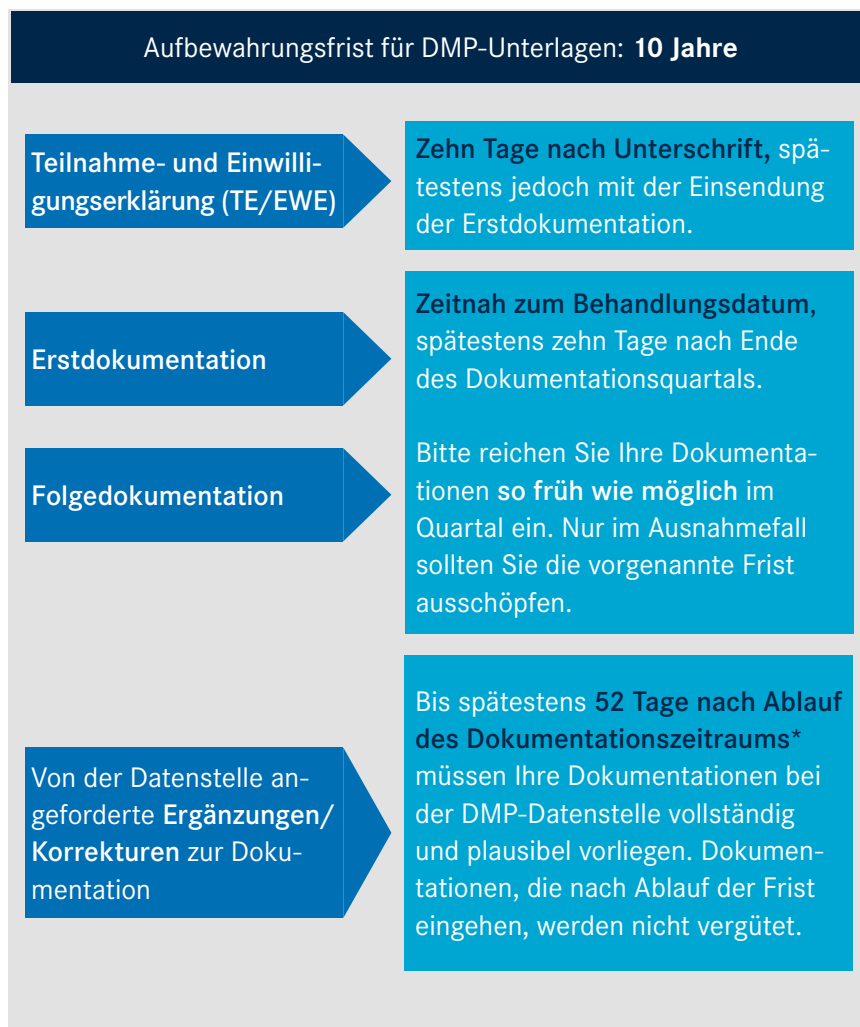 Aufbewahrungsfrist für DMP-Unterlagen: 10 Jahre
Teilnahme- und Einwilli-
gungserklärung (TE/EWE)
Zehn Tage nach Unterschrift, spä-
testens jedoch mit der Einsendung
der Erstdokumentation.
Erstdokumentation
Folgedokumentation
Zeitnah zum Behandlungsdatum,
spätestens zehn Tage nach Ende
des Dokumentationsquartals.
Bitte reichen Sie Ihre Dokumenta-
tionen so früh wie möglich im
Quartal ein. Nur im Ausnahmefall
sollten Sie die vorgenannte Frist
ausschöpfen.
Von der Datenstelle an-
geforderte Ergänzungen/
Korrekturen zur Doku-
mentation
Bis spätestens 52 Tage nach Ablauf
des Dokumentationszeitraums*
müssen Ihre Dokumentationen bei
der DMP-Datenstelle vollständig
und plausibel vorliegen. Dokumen-
tationen, die nach Ablauf der Frist
eingehen, werden nicht vergütet.